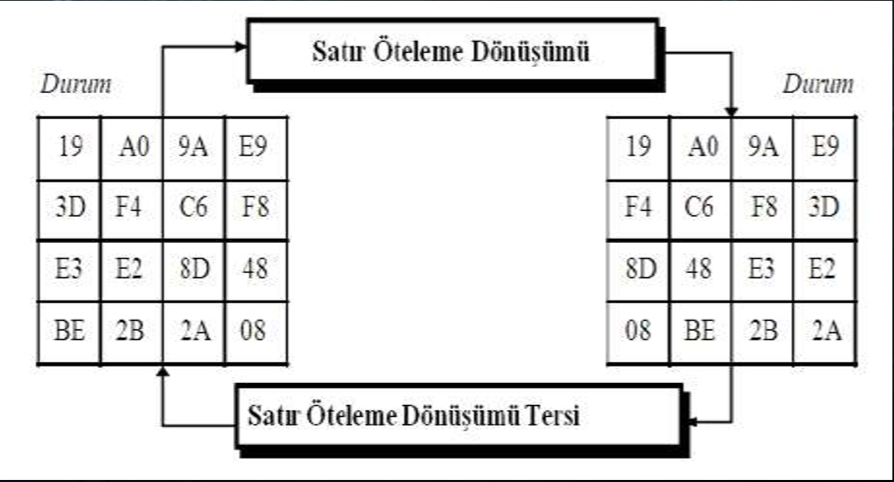 Satır Öteleme Dönüşümü
Durum
Durum
19 A0 9A E9
3D F4 C6 F8
E3 E2 8D 48
BE 2B 2A 08
19 A0 9A E9
F4 C6 F8 3D
8D 48 E3 E2
08 BE 2B 2A
Satır Öteleme Dönüşümü Tersi